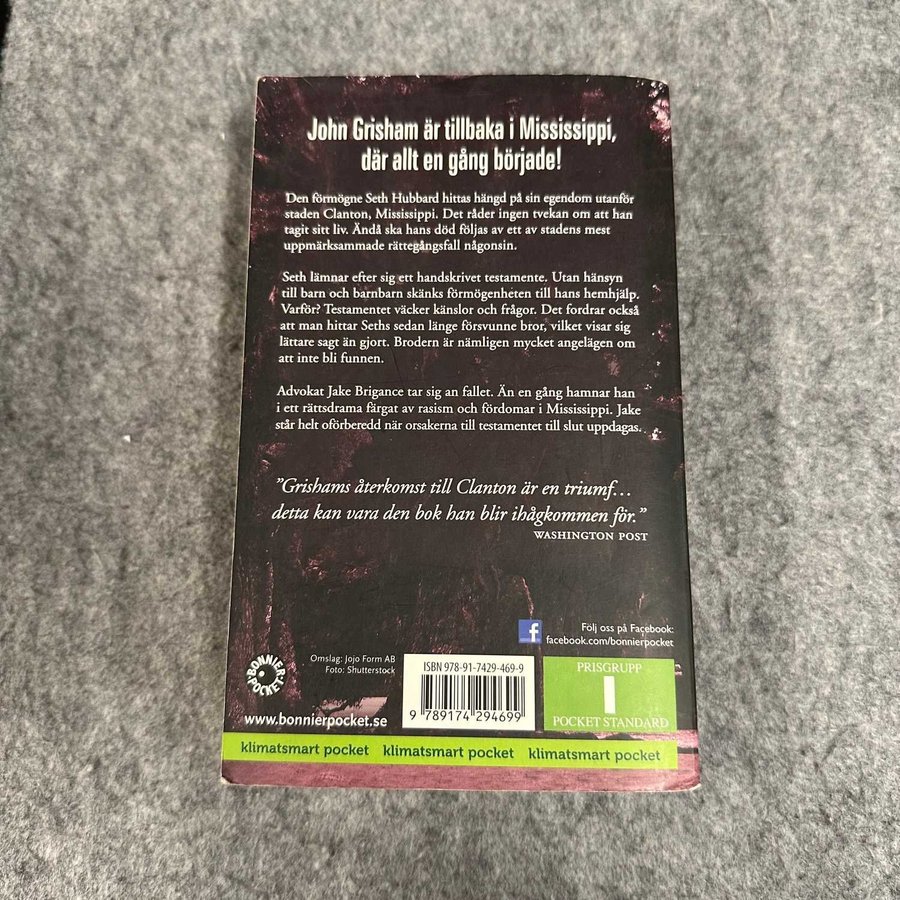 John Grisham är tillbaka i Mississippi,
där allt en gång började!
Den förmögne Seth Hubbard hittas hängd på sin egendom utanför
staden Clanton, Mississippi. Det råder ingen tvekan om att han
tagit sitt liv. Ändå ska hans död följas av ett av stadens mest
uppmärksammade rättegångsfall någonsin.
Seth lämnar efter sig ett handskrivet testamente. Utan hänsyn
till barn och barnbarn skänks förmögenheten till hans hemhjälp.
Varför? Testamentet väcker känslor och frågor. Det fordrar också
att man hittar Seths sedan länge försvunne bror, vilket visar sig
lättare sagt än gjort. Brodern är nämligen mycket angelägen om
att inte bli funnen.
Advokat Jake Brigance tar sig an fallet. Än en gång hamnar han
i ett rättsdrama färgat av rasism och fördomar i Mississippi. Jake
står helt oförberedd när orsakerna till testamentet till slut uppdagas.
”Grishams återkomst till Clanton är en triumf…
detta kan vara den bok han blir ihågkommen för.”
WASHINGTON POST
f
Följ oss på Facebook:
facebook.com/bonnierpocket
BONNIER
POCKET
Omslag: Jojo Form AB
Foto: Shutterstock
www.bonnierpocket.se
ISBN 978-91-7429-469-9
9 789174 294699
PRISGRUPP
1
POCKET STANDARD
klimatsmart pocket klimatsmart pocket klimatsmart pocket